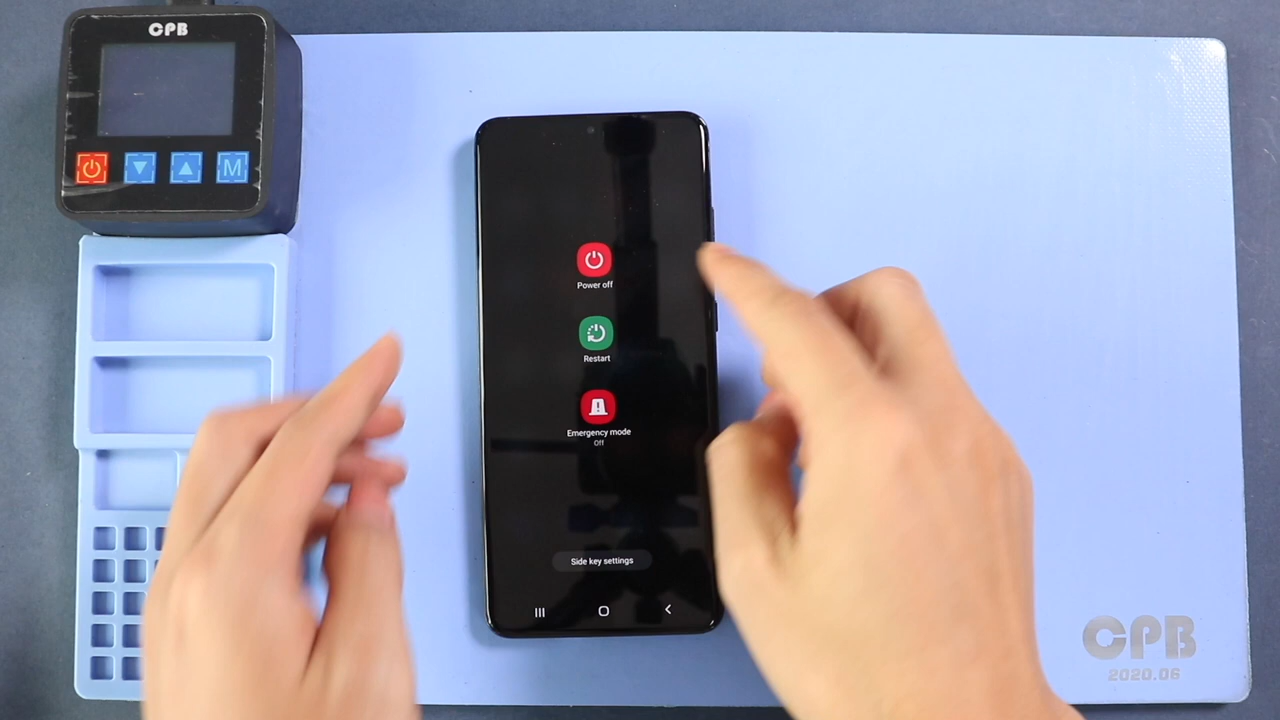 CPB
M
Power off
Restart
Emergency mode
Off
Side key settings
CPB
2020.06